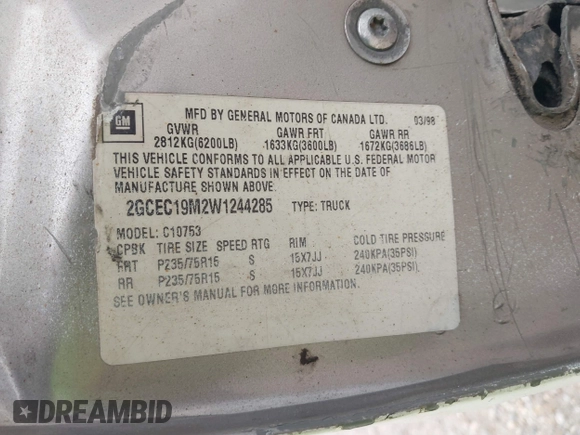 GM
MFD BY GENERAL MOTORS OF CANADA LTD. 03/98
GVWR GAWR FRT GAWR RR
2812KG(6200LB) 1633KG(3600LB) 1672KG(3686LB)
THIS VEHICLE CONFORMS TO ALL APPLICABLE U.S. FEDERAL MOTOR
VEHICLE SAFETY STANDARDS IN EFFECT ON THE DATE OF
MANUFACTURE SHOWN ABOVE.
2GCEC19M2W1244285 TYPE: TRUCK
MODEL: C10753
CPBK TIRE SIZE SPEED RTG RIM COLD TIRE PRESSURE
FRT P235/75R15 S 15X7JJ 240KPA(35PSI)
RR P235/75R15 S 15X7JJ 240KPA(35PSI)
SEE OWNER'S MANUAL FOR MORE INFORMATION.
DREAMBID